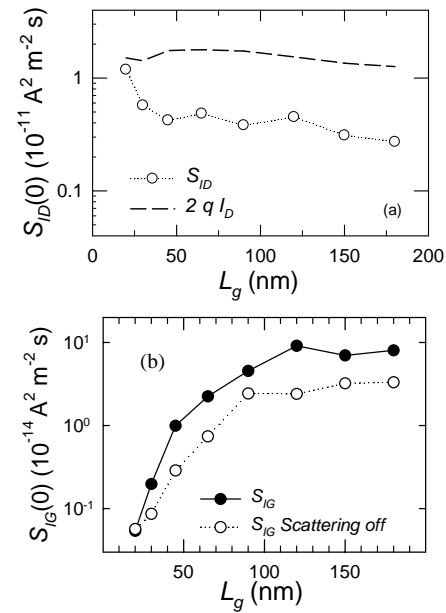 S_ID(0) (10^-11 A^2 m^-2 s)
1
0.1
S_ID
2 q I_D
(a)
0 50 100 150 200
L_g (nm)
S_IG(0) (10^-14 A^2 m^-2 s)
(b)
10^1
10^0
10^-1
S_IG
S_IG Scattering off
50 100 150
L_g (nm)